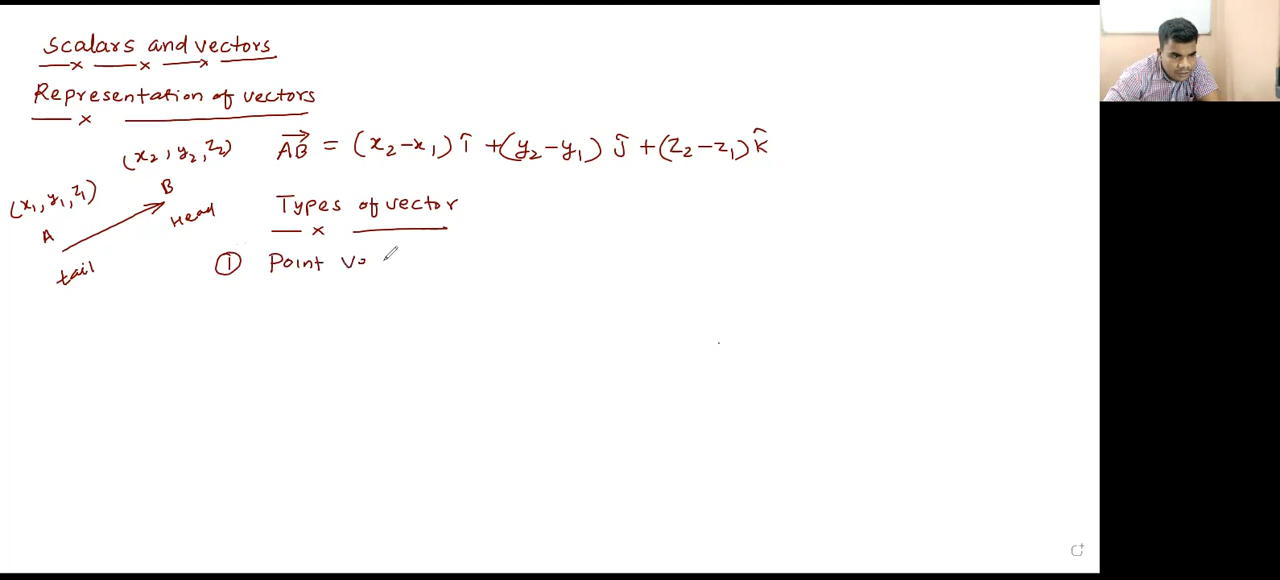 Scalars and vectors
Representation of vectors
(x₂, y₂, z₂)
AB⃗ = (x₂-x₁) î + (y₂-y₁) ĵ + (z₂-z₁) k̂
(x₁, y₁, z₁)
B
Head
A
tail
Types of vector
① Point ve